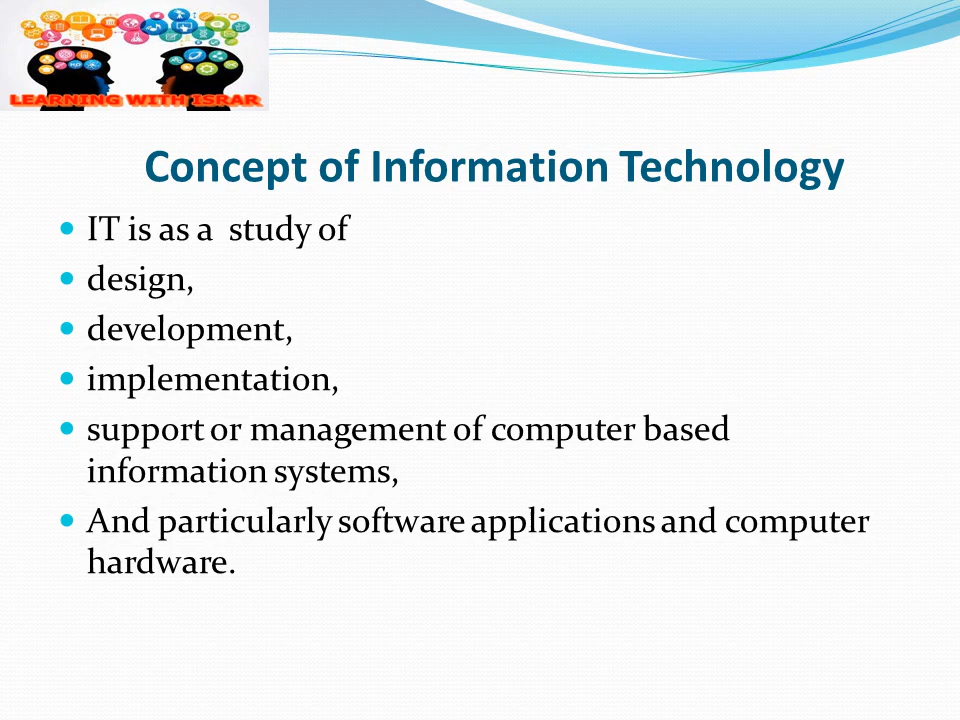 LEARNING WITH ISRAR
Concept of Information Technology
IT is as a study of
design,
development,
implementation,
support or management of computer based
information systems,
And particularly software applications and computer
hardware.